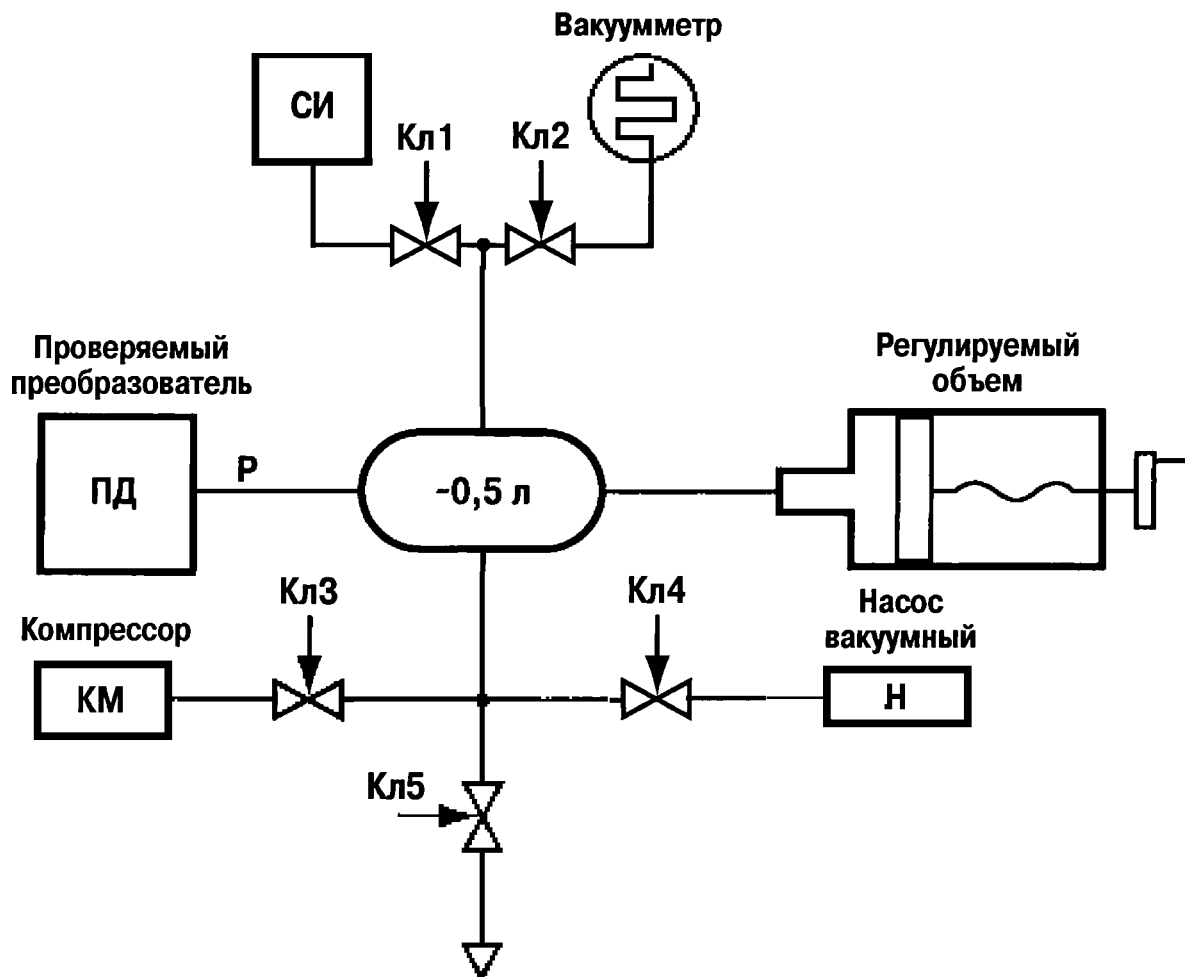 Вакуумметр
СИ
Кл1
Кл2
Проверяемый
преобразователь
Регулируемый
объем
ПД
Р
~0,5 л
Кл3
Кл4
Компрессор
Насос
вакуумный
КМ
Н
Кл5